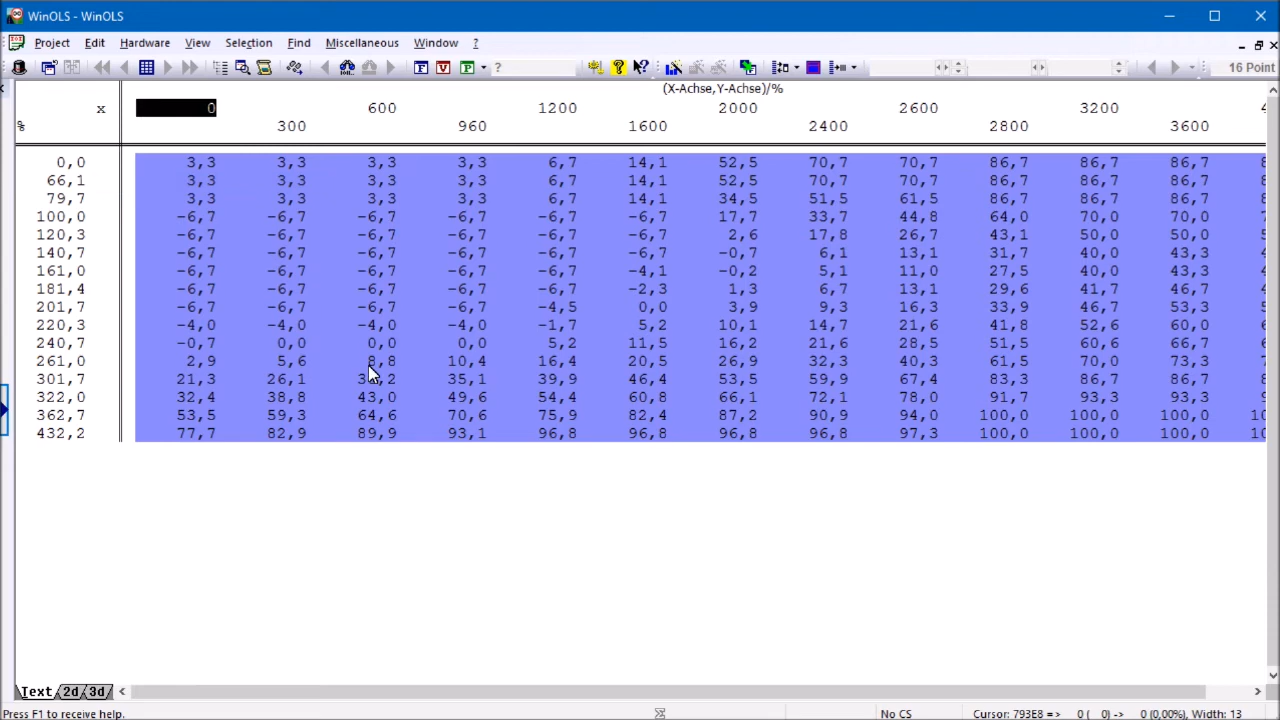 WinOLS - WinOLS
Project Edit Hardware View Selection Find Miscellaneous Window ?
? 16 Point
(X-Achse,Y-Achse)/%
x 0 600 1200 2000 2600 3200
% 300 960 1600 2400 2800 3600
0,0 3,3 3,3 3,3 3,3 6,7 14,1 52,5 70,7 70,7 86,7 86,7 86,7
66,1 3,3 3,3 3,3 3,3 6,7 14,1 52,5 70,7 70,7 86,7 86,7 86,7
79,7 3,3 3,3 3,3 3,3 6,7 14,1 34,5 51,5 61,5 86,7 86,7 86,7
100,0 -6,7 -6,7 -6,7 -6,7 -6,7 -6,7 17,7 33,7 44,8 64,0 70,0 70,0
120,3 -6,7 -6,7 -6,7 -6,7 -6,7 -6,7 2,6 17,8 26,7 43,1 50,0 50,0
140,7 -6,7 -6,7 -6,7 -6,7 -6,7 -6,7 -0,7 6,1 13,1 31,7 40,0 40,0
161,0 -6,7 -6,7 -6,7 -6,7 -6,7 -4,1 -0,2 5,1 11,0 27,5 40,0 43,3
181,4 -6,7 -6,7 -6,7 -6,7 -6,7 -2,3 1,3 6,7 13,1 29,6 41,7 46,7
201,7 -6,7 -6,7 -6,7 -6,7 -4,5 0,0 3,9 9,3 16,3 33,9 46,7 53,3
220,3 -4,0 -4,0 -4,0 -4,0 -1,7 5,2 10,1 14,7 21,6 41,8 52,6 60,0
240,7 -0,7 0,0 0,0 0,0 5,2 11,5 16,2 21,6 28,5 51,5 60,6 66,7
261,0 2,9 5,6 8,8 10,4 16,4 20,5 26,9 32,3 40,3 61,5 70,0 73,3
301,7 21,3 26,1 35,1 39,9 46,4 53,5 59,9 67,4 83,3 86,7 86,7
322,0 32,4 38,8 43,0 49,6 54,4 60,8 66,1 72,1 78,0 91,7 93,3 93,3
362,7 53,5 59,3 64,6 70,6 75,9 82,4 87,2 90,9 94,0 100,0 100,0 100,0
432,2 77,7 82,9 89,9 93,1 96,8 96,8 96,8 96,8 97,3 100,0 100,0 100,0
Text 2d 3d
Press F1 to receive help. No CS Cursor: 793E8 => 0 ( 0) -> 0 (0,00%), Width: 13